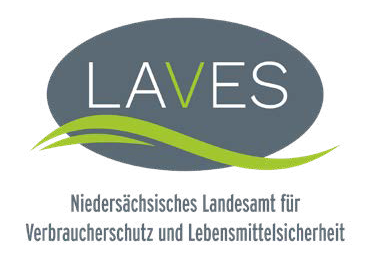 LAVES
Niedersächsisches Landesamt für
Verbraucherschutz und Lebensmittelsicherheit